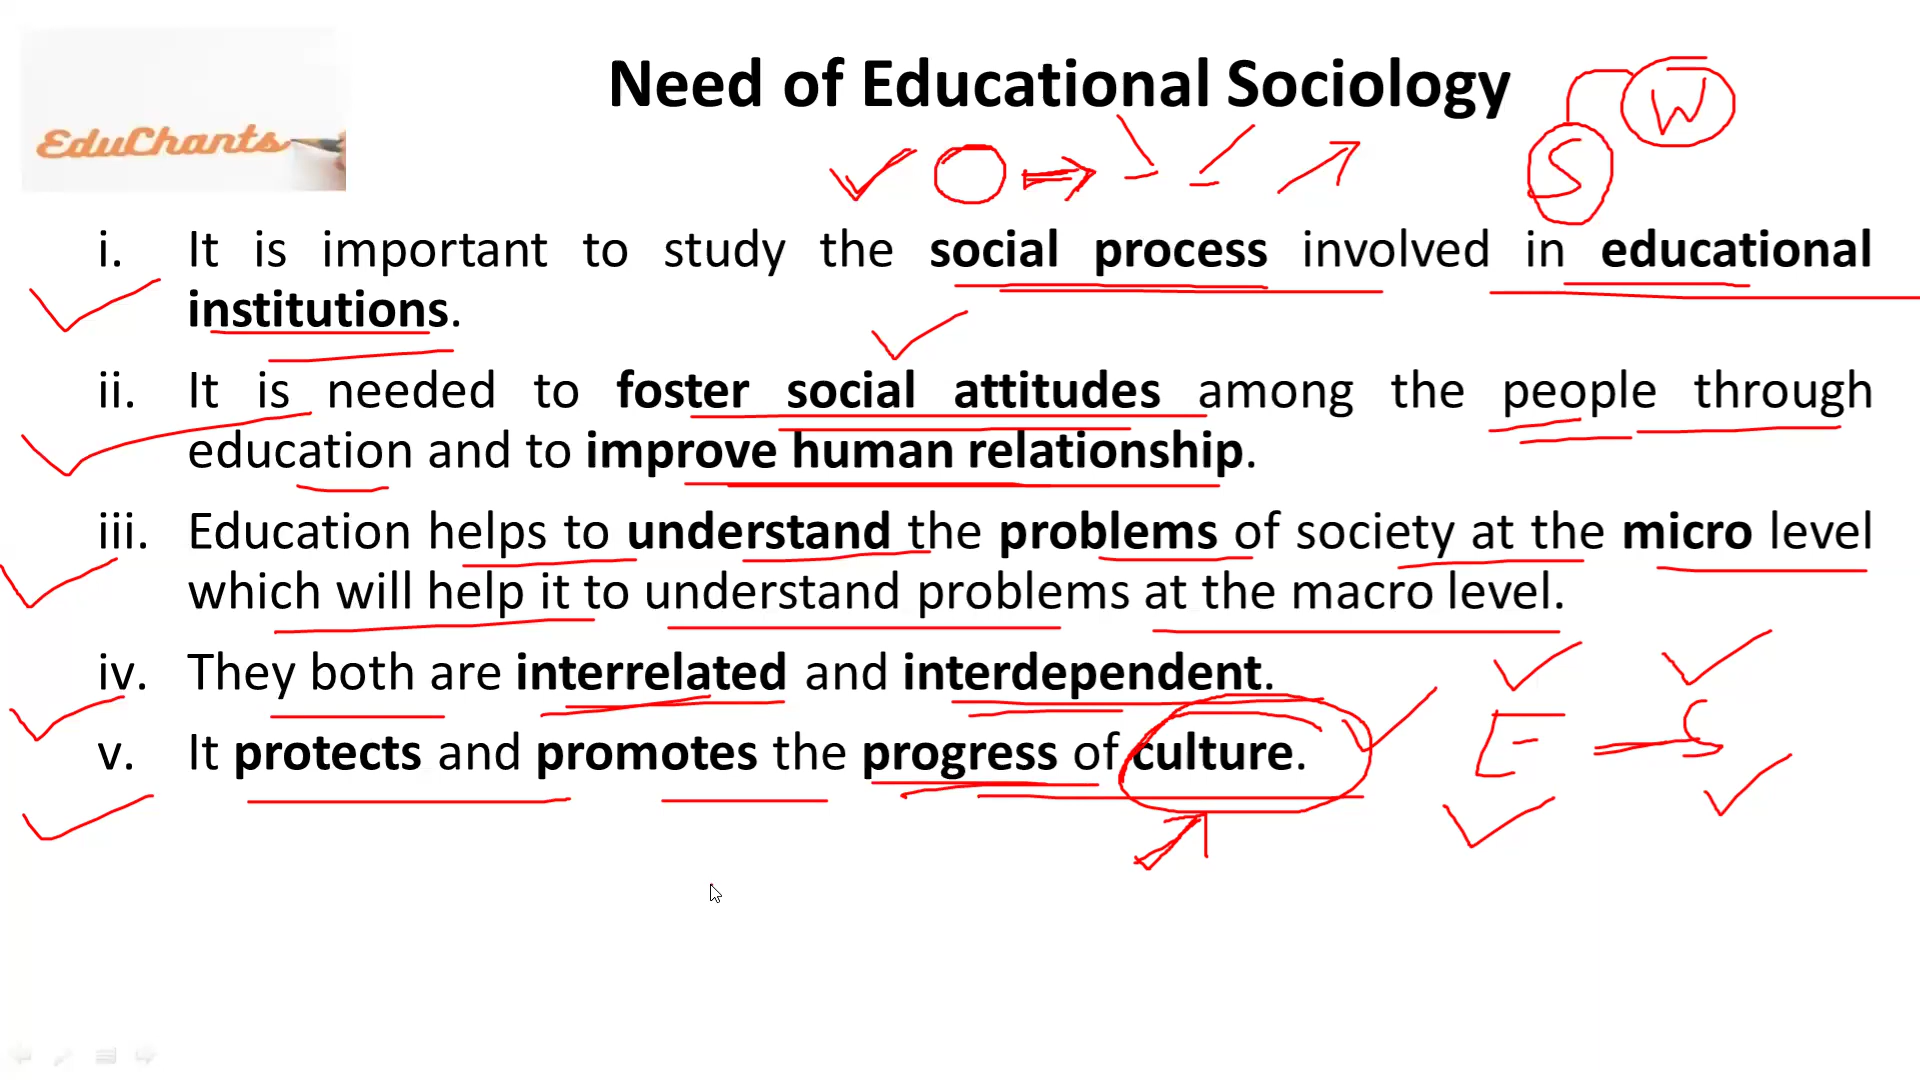 EduChants
Need of Educational Sociology
W
S
i. It is important to study the social process involved in educational
institutions.
ii. It is needed to foster social attitudes among the people through
education and to improve human relationship.
iii. Education helps to understand the problems of society at the micro level
which will help it to understand problems at the macro level.
iv. They both are interrelated and interdependent.
v. It protects and promotes the progress of culture.
E S